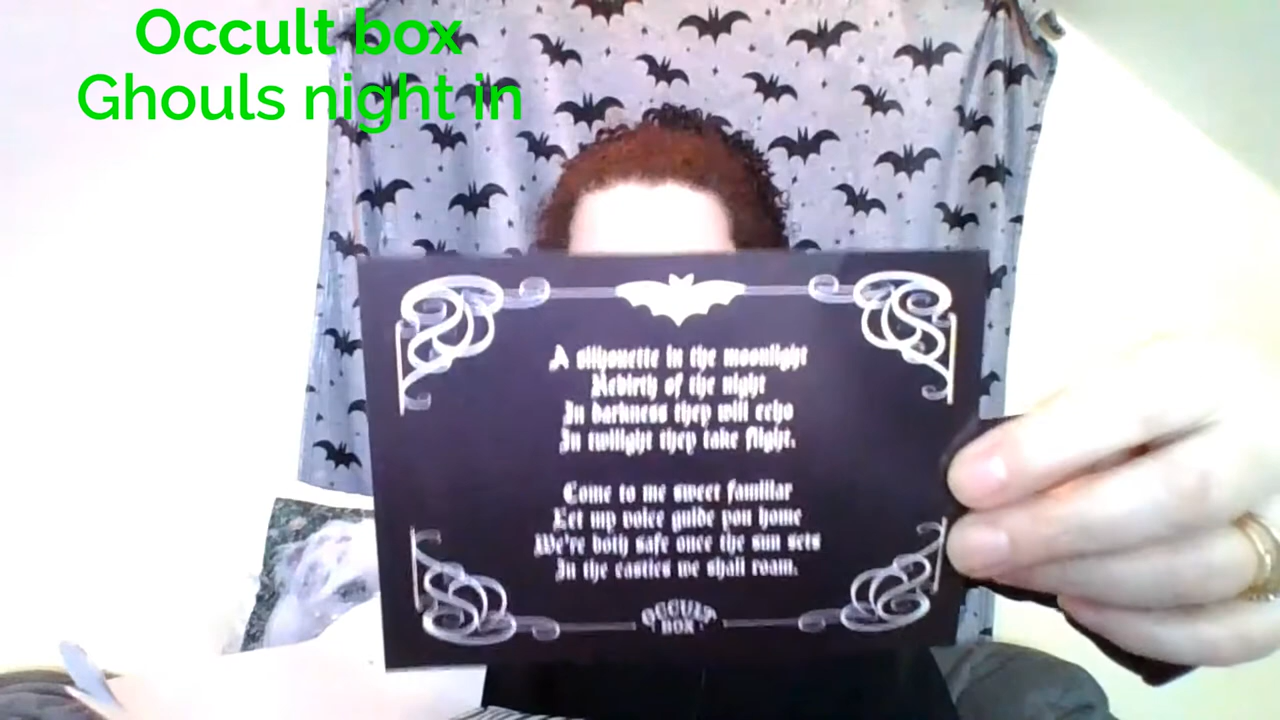 Occult box
Ghouls night in
A silhouette in the moonlight
Rebirth of the night
In darkness they will echo
In twilight they take flight.
Come to me sweet familiar
Let my voice guide you home
We're both safe once the sun sets
In the castles we shall roam.
OCCULT
BOX